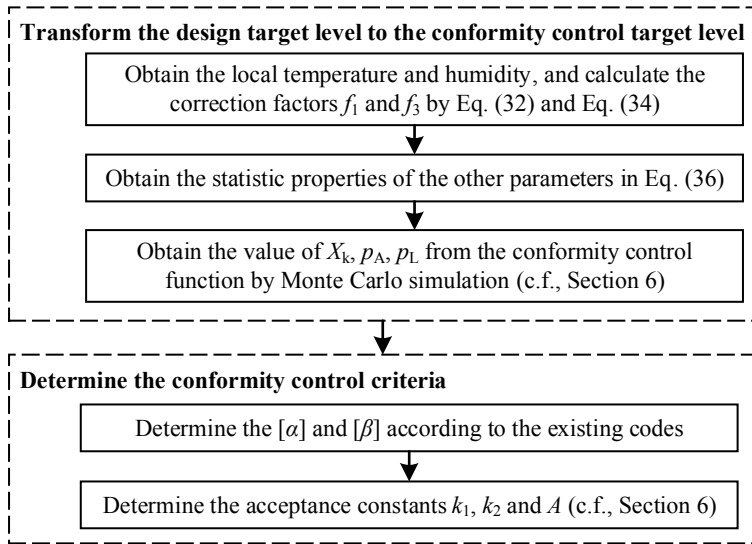 Transform the design target level to the conformity control target level
Obtain the local temperature and humidity, and calculate the
correction factors f₁ and f₃ by Eq. (32) and Eq. (34)
Obtain the statistic properties of the other parameters in Eq. (36)
Obtain the value of Xₖ, p_A, p_L from the conformity control
function by Monte Carlo simulation (c.f., Section 6)
Determine the conformity control criteria
Determine the [α] and [β] according to the existing codes
Determine the acceptance constants k₁, k₂ and A (c.f., Section 6)